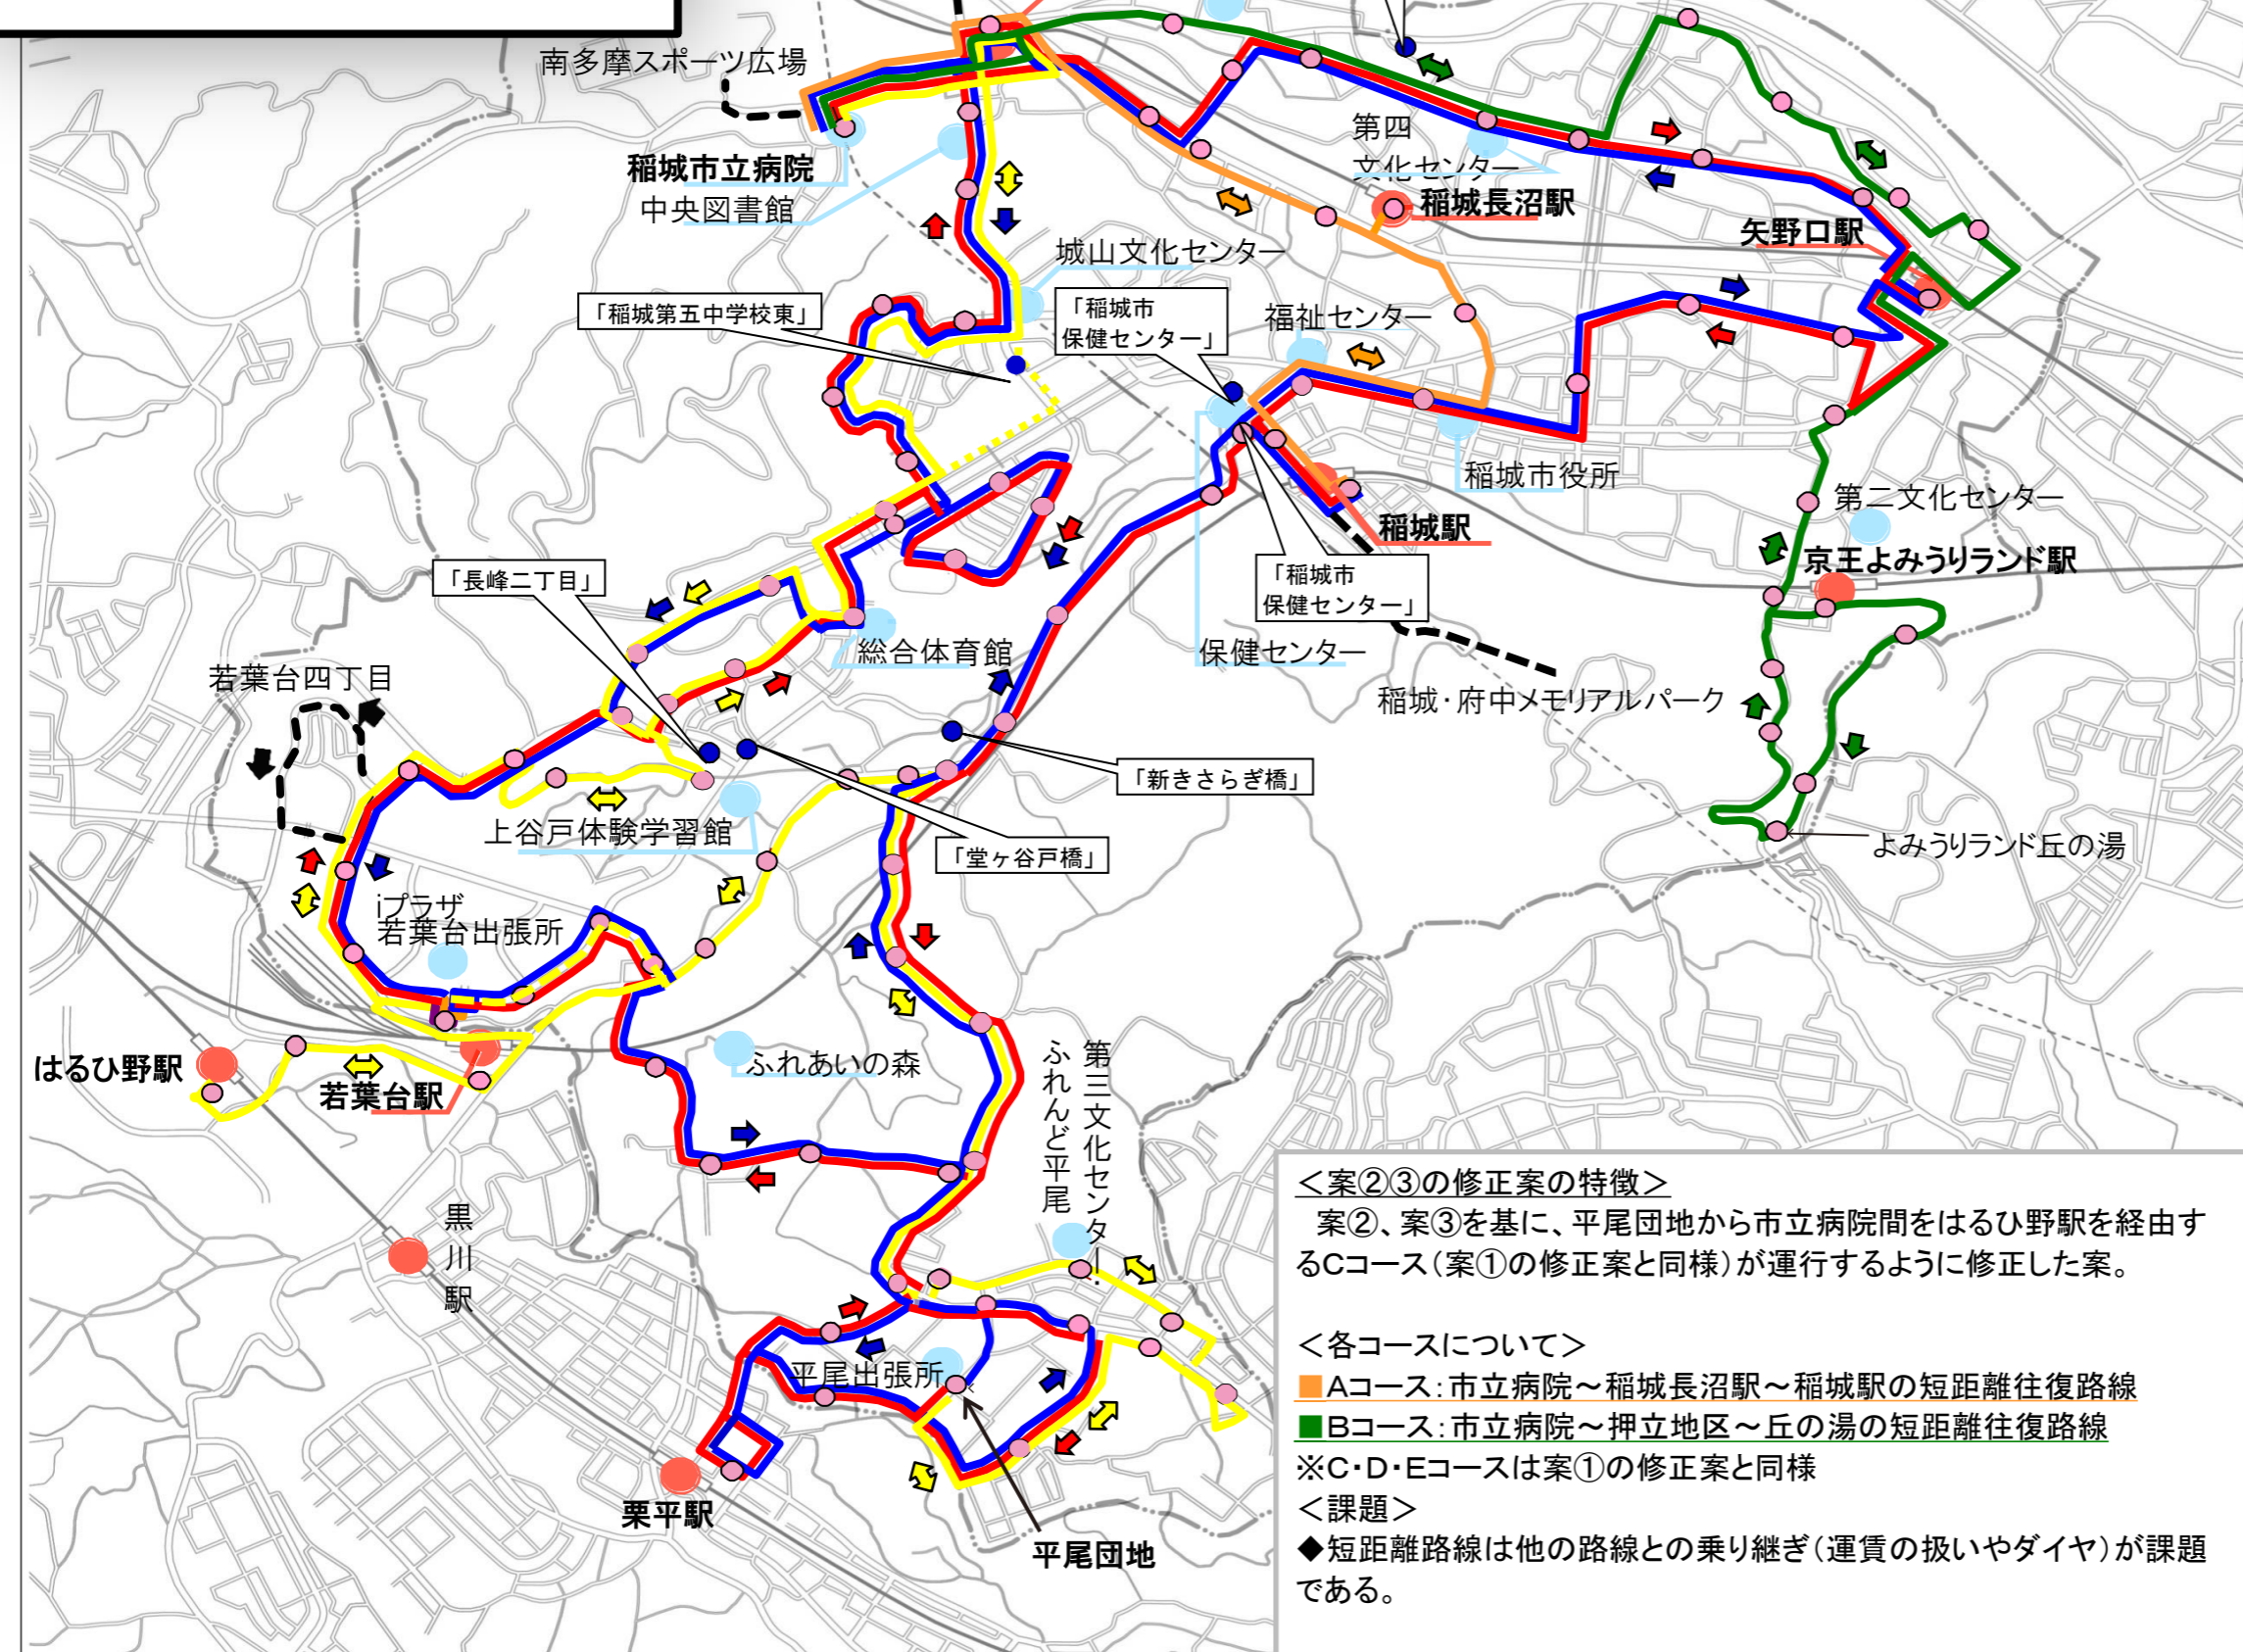 南多摩スポーツ広場
稲城市立病院
中央図書館
第四
文化センター
稲城長沼駅
矢野口駅
城山文化センター
「稲城第五中学校東」
「稲城市
保健センター」
福祉センター
稲城市役所
稲城駅
第二文化センター
京王よみうりランド駅
「長峰二丁目」
「稲城市
保健センター」
総合体育館
保健センター
若葉台四丁目
稲城・府中メモリアルパーク
「新きさらぎ橋」
上谷戸体験学習館
「堂ヶ谷戸橋」
よみうりランド丘の湯
iプラザ
若葉台出張所
はるひ野駅
若葉台駅
ふれあいの森
第三文化センター・
ふれんど平尾
黒川駅
平尾出張所
栗平駅
平尾団地
＜案②③の修正案の特徴＞
案②、案③を基に、平尾団地から市立病院間をはるひ野駅を経由す
るCコース（案①の修正案と同様）が運行するように修正した案。
＜各コースについて＞
■Aコース：市立病院～稲城長沼駅～稲城駅の短距離往復路線
■Bコース：市立病院～押立地区～丘の湯の短距離往復路線
※C・D・Eコースは案①の修正案と同様
＜課題＞
◆短距離路線は他の路線との乗り継ぎ（運賃の扱いやダイヤ）が課題
である。